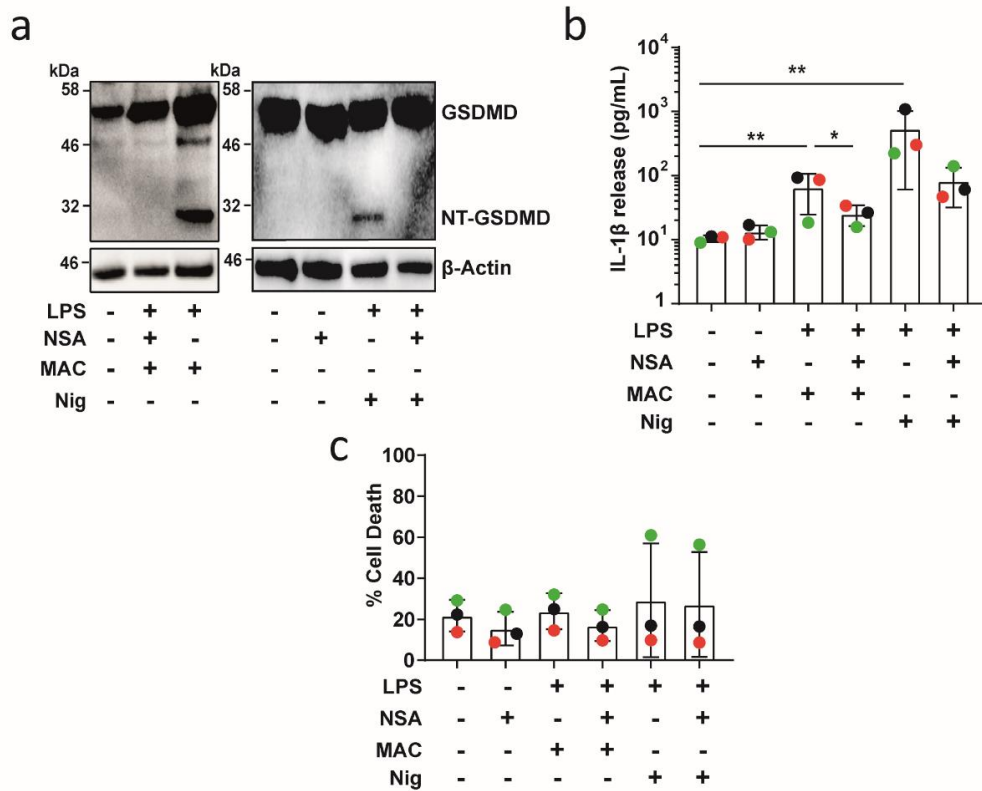 a
kDa
58
46
32
46
kDa
58
46
32
46
GSDMD
NT-GSDMD
β-Actin
LPS - + + - - + +
NSA - + - - + - +
MAC - + + - - - -
Nig - - - - - + +
b
IL-1β release (pg/mL)
10⁴
10³
10²
10¹
1
**
** *
LPS - - + + + +
NSA - + - + - +
MAC - - + + - -
Nig - - - - + +
c
% Cell Death
100
80
60
40
20
0
LPS - - + + + +
NSA - + - + - +
MAC - - + + - -
Nig - - - - + +